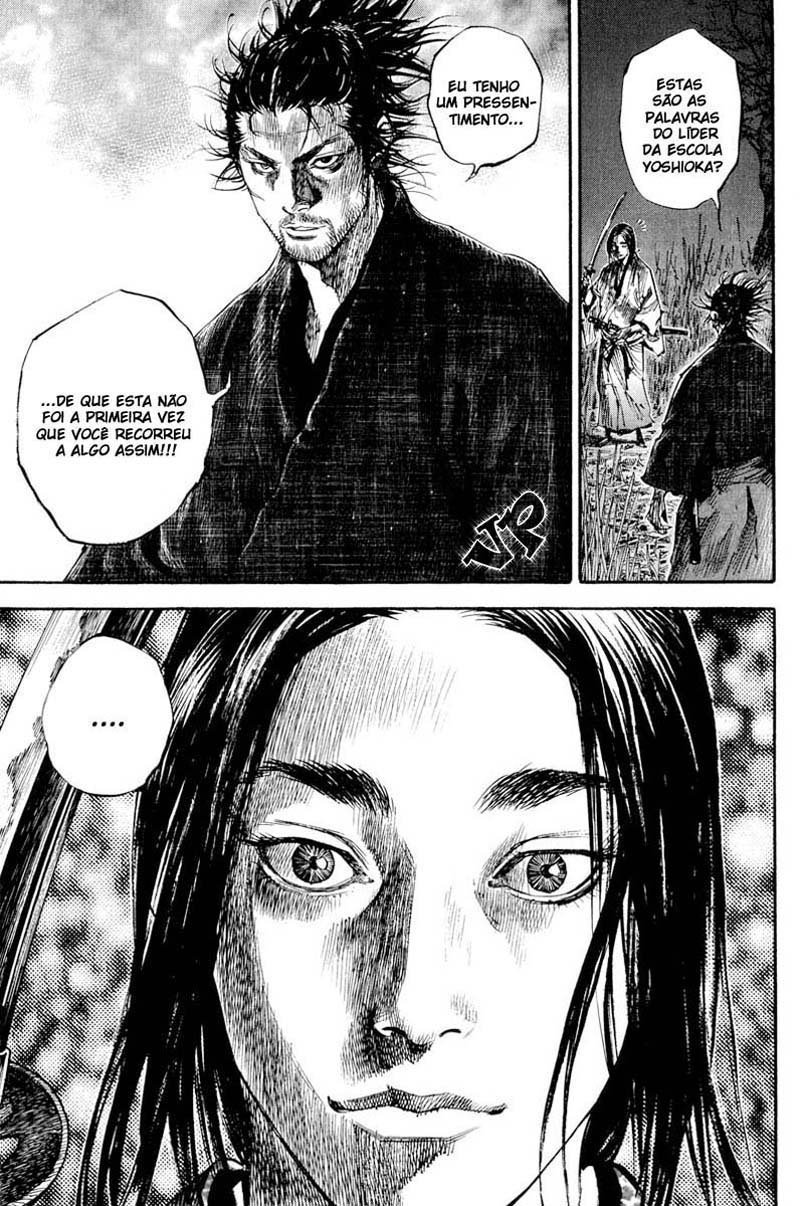 ESTAS
SÃO AS
PALAVRAS
DO LÍDER
DA ESCOLA
YOSHIOKA?
EU TENHO
UM PRESSEN-
TIMENTO...
...DE QUE ESTA NÃO
FOI A PRIMEIRA VEZ
QUE VOCÊ RECORREU
A ALGO ASSIM!!!
VP
....